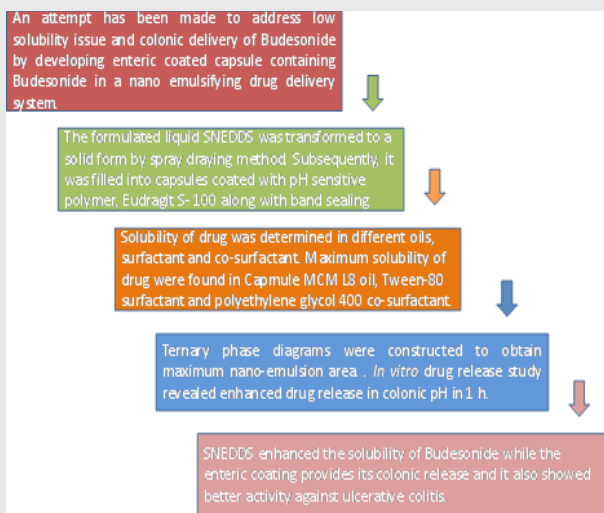 An attempt has been made to address low
solubility issue and colonic delivery of Budesonide
by developing enteric coated capsule containing
Budesonide in a nano emulsifying drug delivery
system.
The formulated liquid SNEDDS was transformed to
a solid form by spray draying method. Subsequently, it
was filled into capsules coated with pH sensitive
polymer, Eudragit S-100 along with band sealing
Solubility of drug was determined in different oils,
surfactant and co-surfactant. Maximum solubility of
drug were found in Capmule MCM L8 oil, Tween-80
surfactant and polyethylene glycol 400 co-surfactant.
Ternary phase diagrams were constructed to obtain
maximum nano-emulsion area. . In vitro drug release study
revealed enhanced drug release in colonic pH in 1 h.
SNEDDS enhanced the solubility of Budesonide while the
enteric coating provides its colonic release and it also showed
better activity against ulcerative colitis.